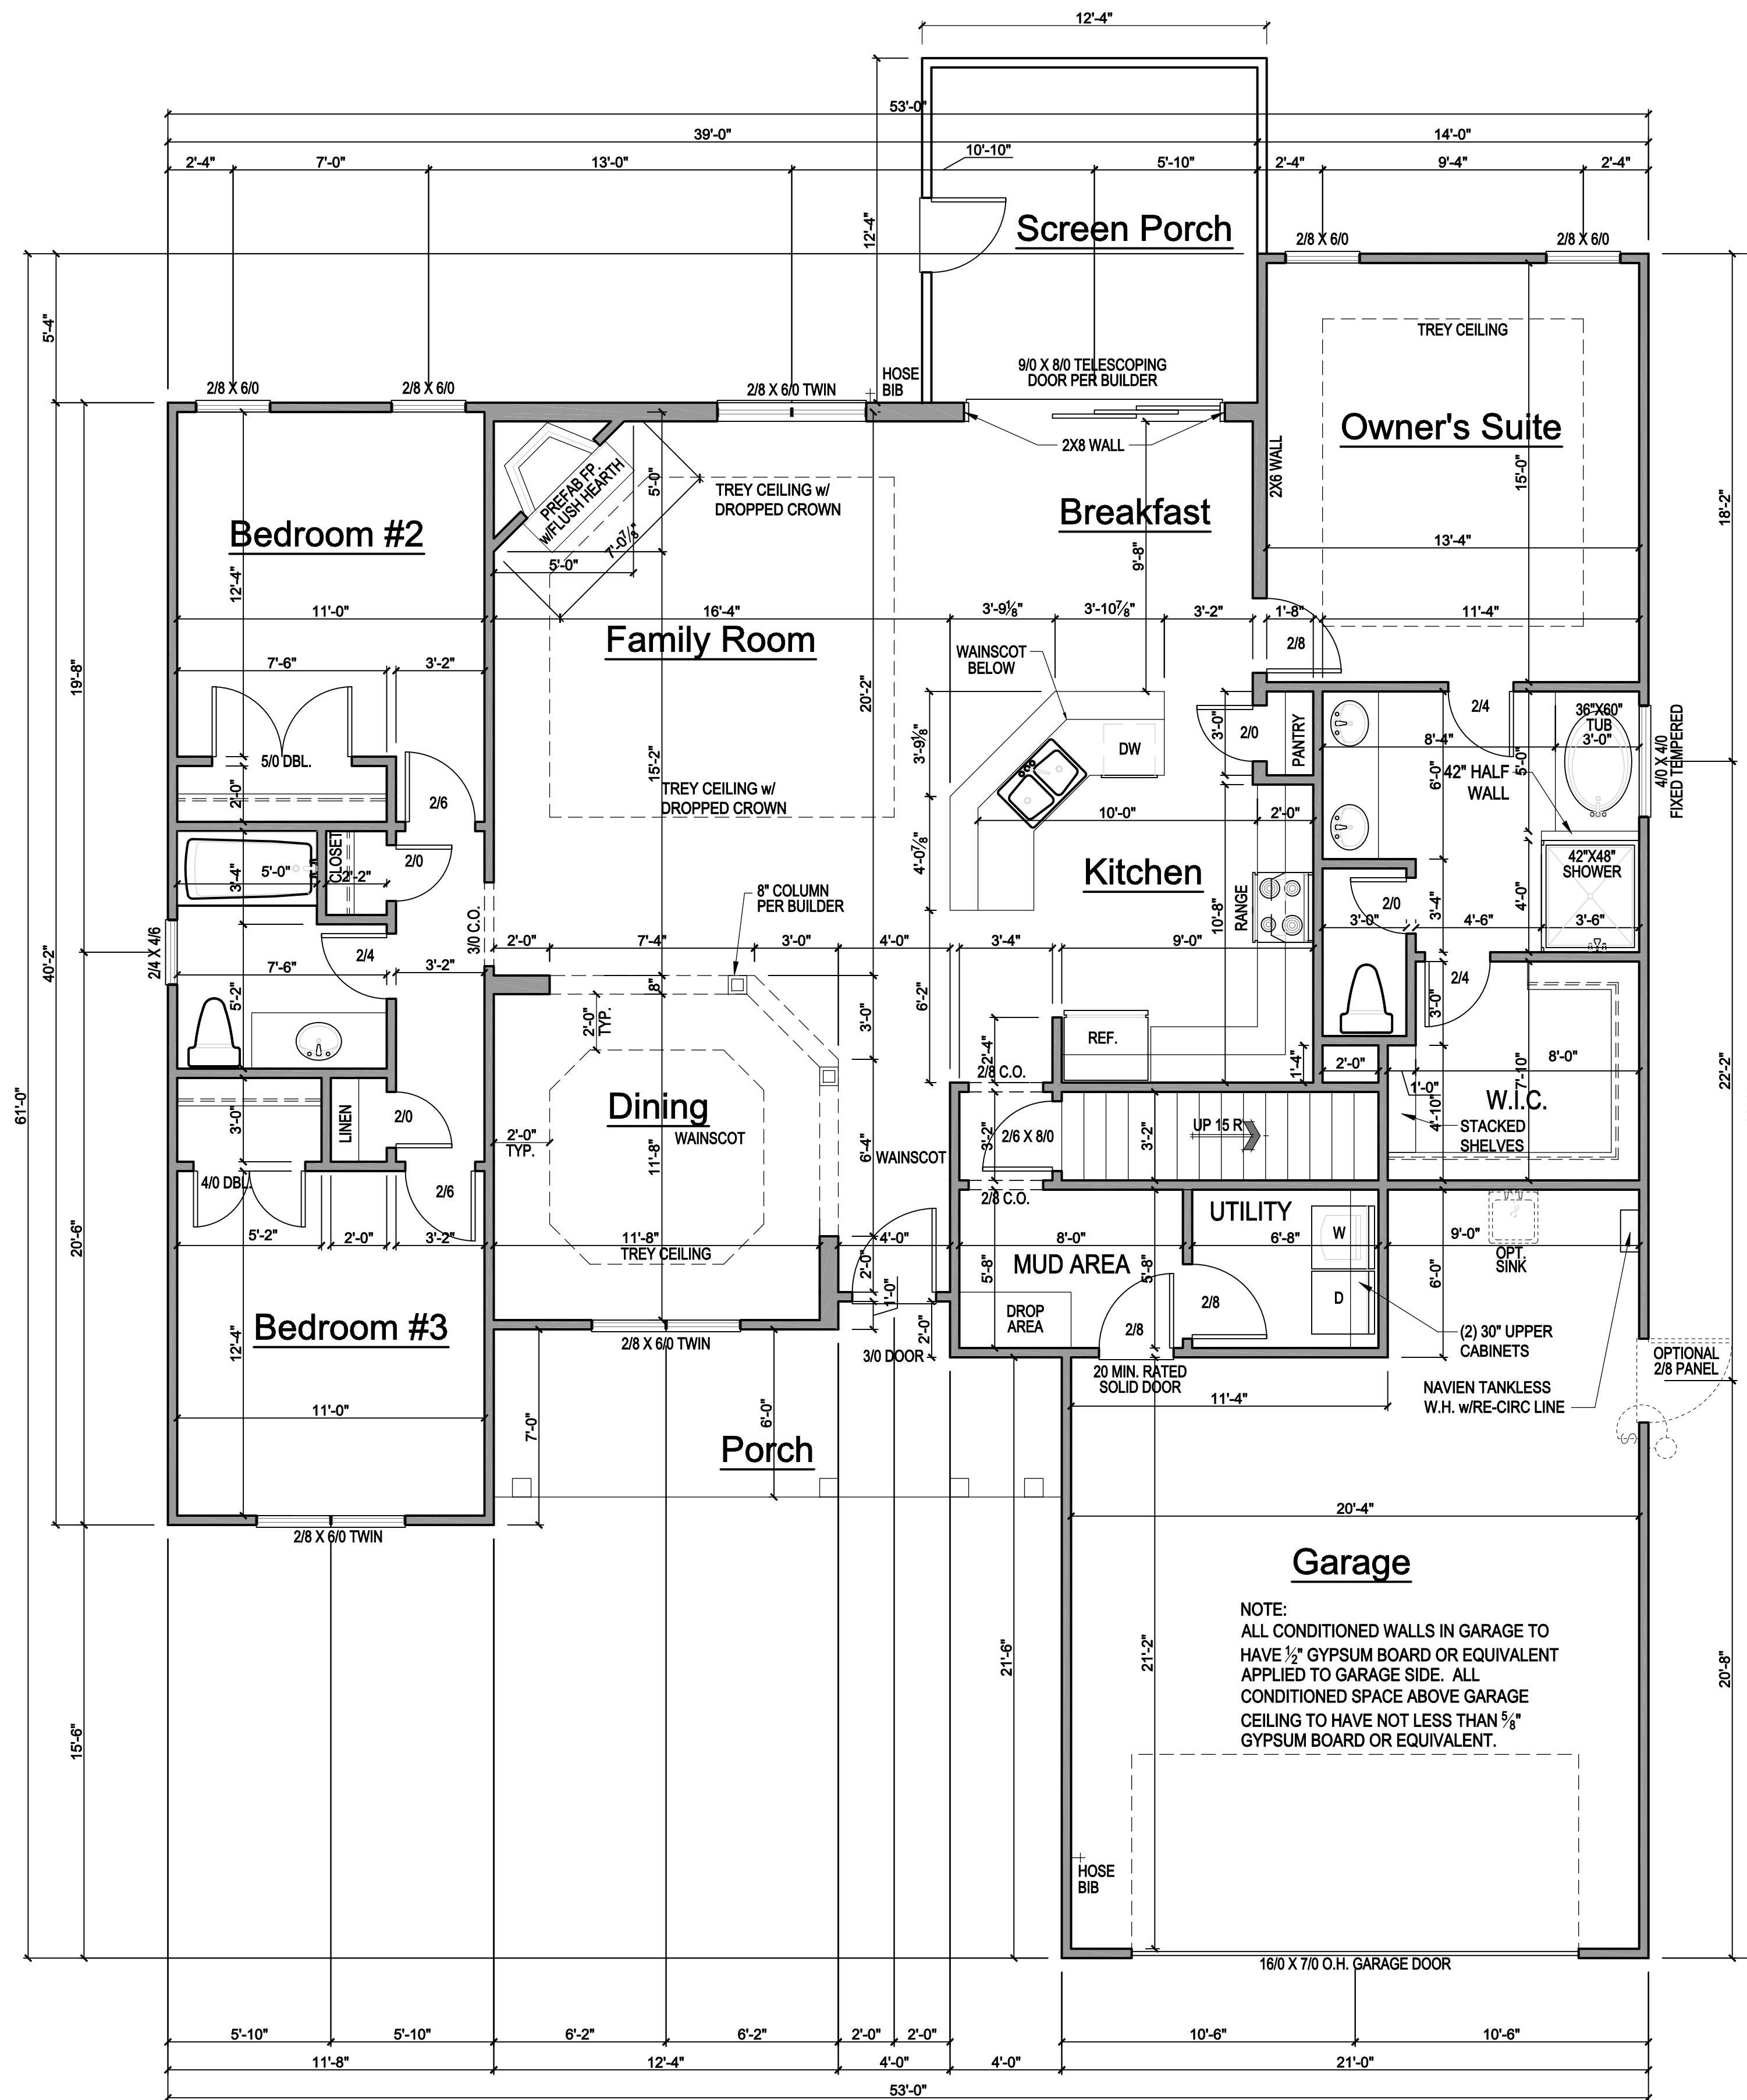 12'-4"
53'-0"
39'-0"
14'-0"
2'-4"
7'-0"
13'-0"
10'-10"
5'-10"
2'-4"
9'-4"
2'-4"
12'-4"
Screen Porch
2/8 X 6/0
2/8 X 6/0
5'-4"
TREY CEILING
2/8 X 6/0
2/8 X 6/0
2/8 X 6/0 TWIN
HOSE
BIB
9/0 X 8/0 TELESCOPING
DOOR PER BUILDER
2X8 WALL
2X6 WALL
Owner's Suite
15'-0"
18'-2"
PREFAB FP.
w/FLUSH HEARTH
7'-0⅞"
5'-0"
5'-0"
TREY CEILING w/
DROPPED CROWN
Breakfast
9'-8"
13'-4"
Bedroom #2
12'-4"
11'-0"
16'-4"
3'-9⅛"
3'-10⅞"
3'-2"
1'-8"
11'-4"
Family Room
2/8
WAINSCOT
BELOW
7'-6"
3'-2"
19'-8"
20'-2"
15'-2"
TREY CEILING w/
DROPPED CROWN
3'-9⅛"
DW
3'-0"
2/0
PANTRY
2/4
36"X60"
TUB
3'-0"
8'-4"
6'-0"
5'-0"
42" HALF
WALL
4/0 X 4/0
FIXED TEMPERED
5/0 DBL.
2'-0"
2/6
10'-0"
2'-0"
4'-0⅞"
CLOSET
2/0
5'-0"
2'-2"
3'-4"
Kitchen
10'-8"
RANGE
42"X48"
SHOWER
2/0
3'-0"
3'-4"
4'-6"
4'-0"
3'-6"
8" COLUMN
PER BUILDER
3/0 C.O.
2/4 X 4/6
2/4
7'-6"
3'-2"
5'-2"
40'-2"
61'-0"
2'-0"
7'-4"
3'-0"
4'-0"
3'-4"
9'-0"
8"
6'-2"
2/4
3'-0"
2'-0"
TYP.
3'-0"
REF.
2'-4"
2/8 C.O.
1'-4"
2'-0"
1'-0"
8'-0"
7'-10"
4'-10"
W.I.C.
STACKED
SHELVES
22'-2"
3'-0"
LINEN
2/0
Dining
WAINSCOT
2'-0"
TYP.
11'-8"
6'-4"
WAINSCOT
3'-2"
2/6 X 8/0
3'-2"
UP 15 R
2/8 C.O.
4/0 DBL.
2/6
5'-2"
2'-0"
3'-2"
11'-8"
TREY CEILING
4'-0"
8'-0"
UTILITY
6'-8"
W
D
9'-0"
OPT.
SINK
6'-0"
20'-6"
MUD AREA
5'-8"
5'-8"
DROP
AREA
2/8
2/8
2'-0"
1'-0"
2'-0"
3/0 DOOR
Bedroom #3
12'-4"
2/8 X 6/0 TWIN
20 MIN. RATED
SOLID DOOR
(2) 30" UPPER
CABINETS
OPTIONAL
2/8 PANEL
NAVIEN TANKLESS
W.H. w/RE-CIRC LINE
11'-4"
11'-0"
7'-0"
6'-0"
Porch
S
20'-4"
2/8 X 6/0 TWIN
Garage
NOTE:
ALL CONDITIONED WALLS IN GARAGE TO
HAVE ½" GYPSUM BOARD OR EQUIVALENT
APPLIED TO GARAGE SIDE. ALL
CONDITIONED SPACE ABOVE GARAGE
CEILING TO HAVE NOT LESS THAN ⅝"
GYPSUM BOARD OR EQUIVALENT.
21'-6"
21'-2"
20'-8"
15'-6"
HOSE
BIB
16/0 X 7/0 O.H. GARAGE DOOR
5'-10"
5'-10"
6'-2"
6'-2"
2'-0"
2'-0"
10'-6"
10'-6"
11'-8"
12'-4"
4'-0"
4'-0"
21'-0"
53'-0"